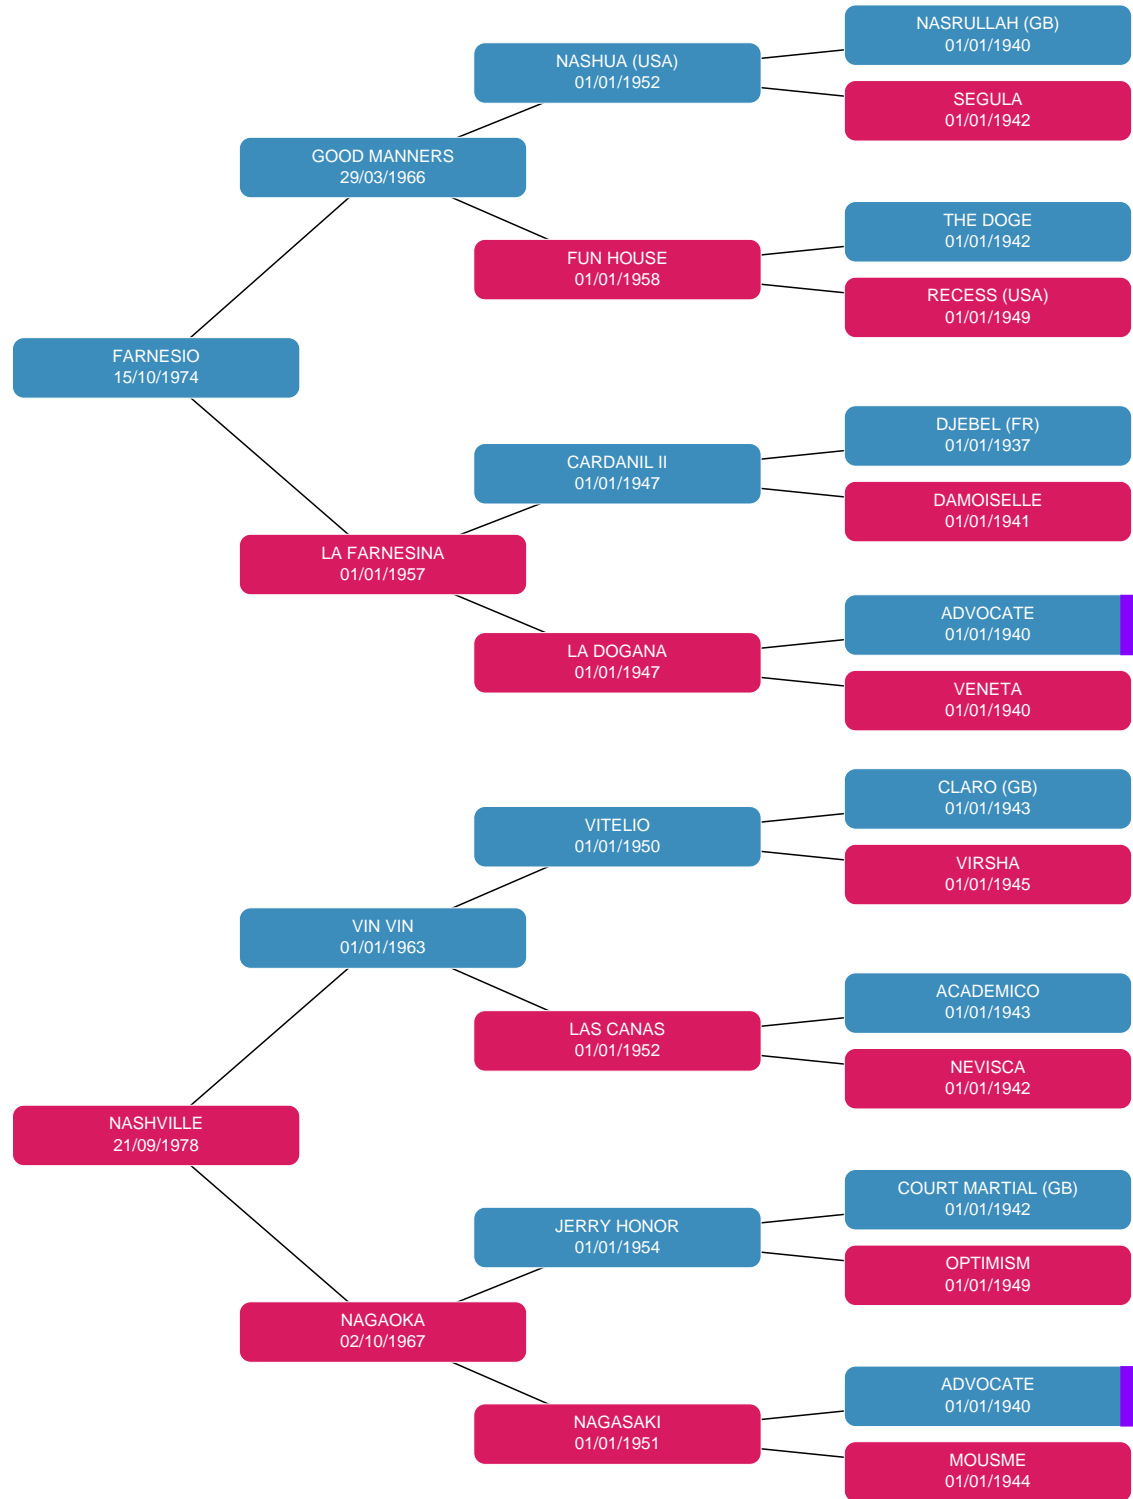 NASRULLAH (GB)
01/01/1940
NASHUA (USA)
01/01/1952
SEGULA
01/01/1942
GOOD MANNERS
29/03/1966
THE DOGE
01/01/1942
FUN HOUSE
01/01/1958
RECESS (USA)
01/01/1949
FARNESIO
15/10/1974
DJEBEL (FR)
01/01/1937
CARDANIL II
01/01/1947
DAMOISELLE
01/01/1941
LA FARNESINA
01/01/1957
ADVOCATE
01/01/1940
LA DOGANA
01/01/1947
VENETA
01/01/1940
CLARO (GB)
01/01/1943
VITELIO
01/01/1950
VIRSHA
01/01/1945
VIN VIN
01/01/1963
ACADEMICO
01/01/1943
LAS CANAS
01/01/1952
NEVISCA
01/01/1942
NASHVILLE
21/09/1978
COURT MARTIAL (GB)
01/01/1942
JERRY HONOR
01/01/1954
OPTIMISM
01/01/1949
NAGAOKA
02/10/1967
ADVOCATE
01/01/1940
NAGASAKI
01/01/1951
MOUSME
01/01/1944